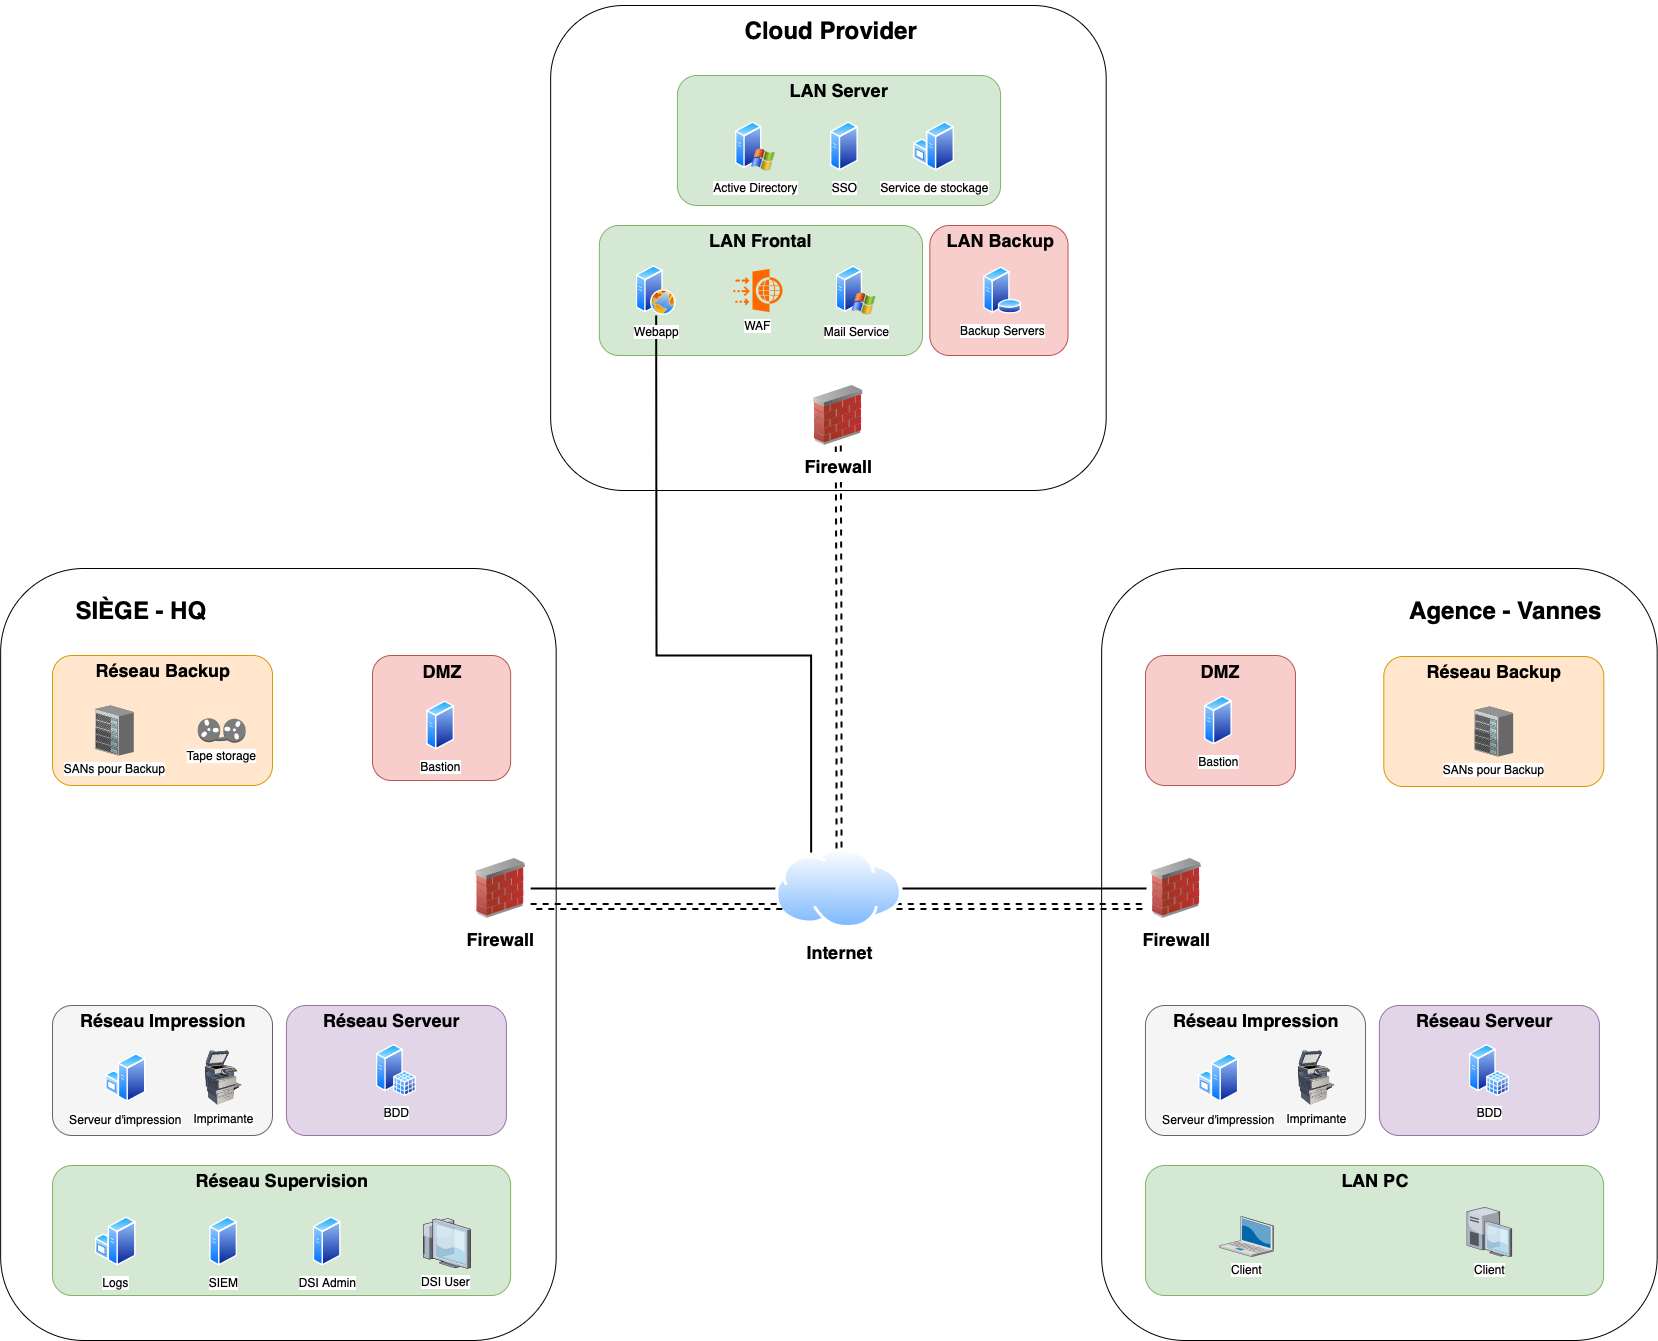 Cloud Provider
LAN Server
Active Directory
SSO
Service de stockage
LAN Frontal
Webapp
WAF
Mail Service
LAN Backup
Backup Servers
Firewall
SIÈGE - HQ
Réseau Backup
SANs pour Backup
Tape storage
DMZ
Bastion
Firewall
Réseau Impression
Serveur d'impression
Imprimante
Réseau Serveur
BDD
Réseau Supervision
Logs
SIEM
DSI Admin
DSI User
Internet
Agence - Vannes
DMZ
Bastion
Réseau Backup
SANs pour Backup
Firewall
Réseau Impression
Serveur d'impression
Imprimante
Réseau Serveur
BDD
LAN PC
Client
Client